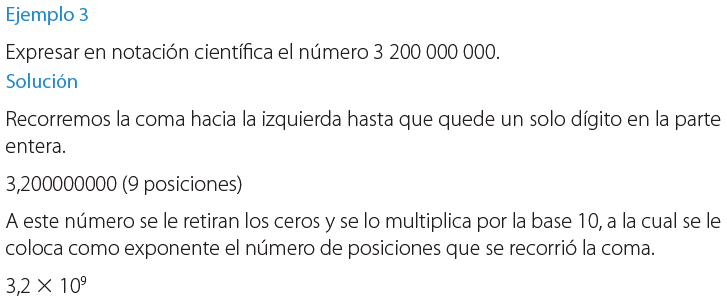 Ejemplo 3
Expresar en notación científica el número 3 200 000 000.
Solución
Recorremos la coma hacia la izquierda hasta que quede un solo dígito en la parte
entera.
3,200000000 (9 posiciones)
A este número se le retiran los ceros y se lo multiplica por la base 10, a la cual se le
coloca como exponente el número de posiciones que se recorrió la coma.
3,2 × 10⁹